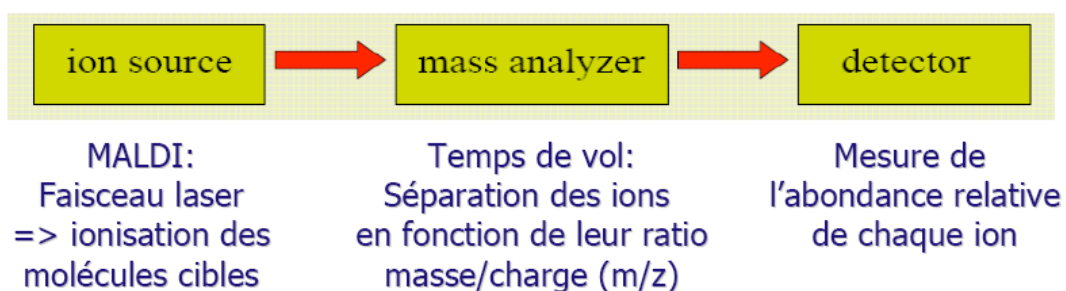 ion source
mass analyzer
detector
MALDI:
Faisceau laser
=> ionisation des
molécules cibles
Temps de vol:
Séparation des ions
en fonction de leur ratio
masse/charge (m/z)
Mesure de
l'abondance relative
de chaque ion